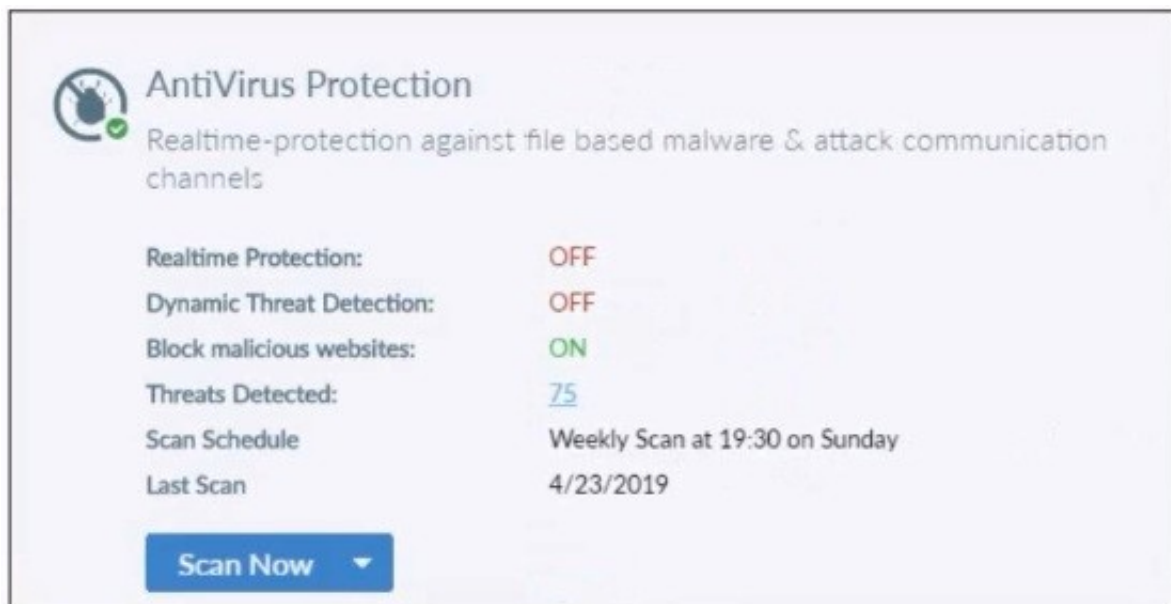 AntiVirus Protection
Realtime-protection against file based malware & attack communication
channels
Realtime Protection: OFF
Dynamic Threat Detection: OFF
Block malicious websites: ON
Threats Detected: 75
Scan Schedule Weekly Scan at 19:30 on Sunday
Last Scan 4/23/2019
Scan Now